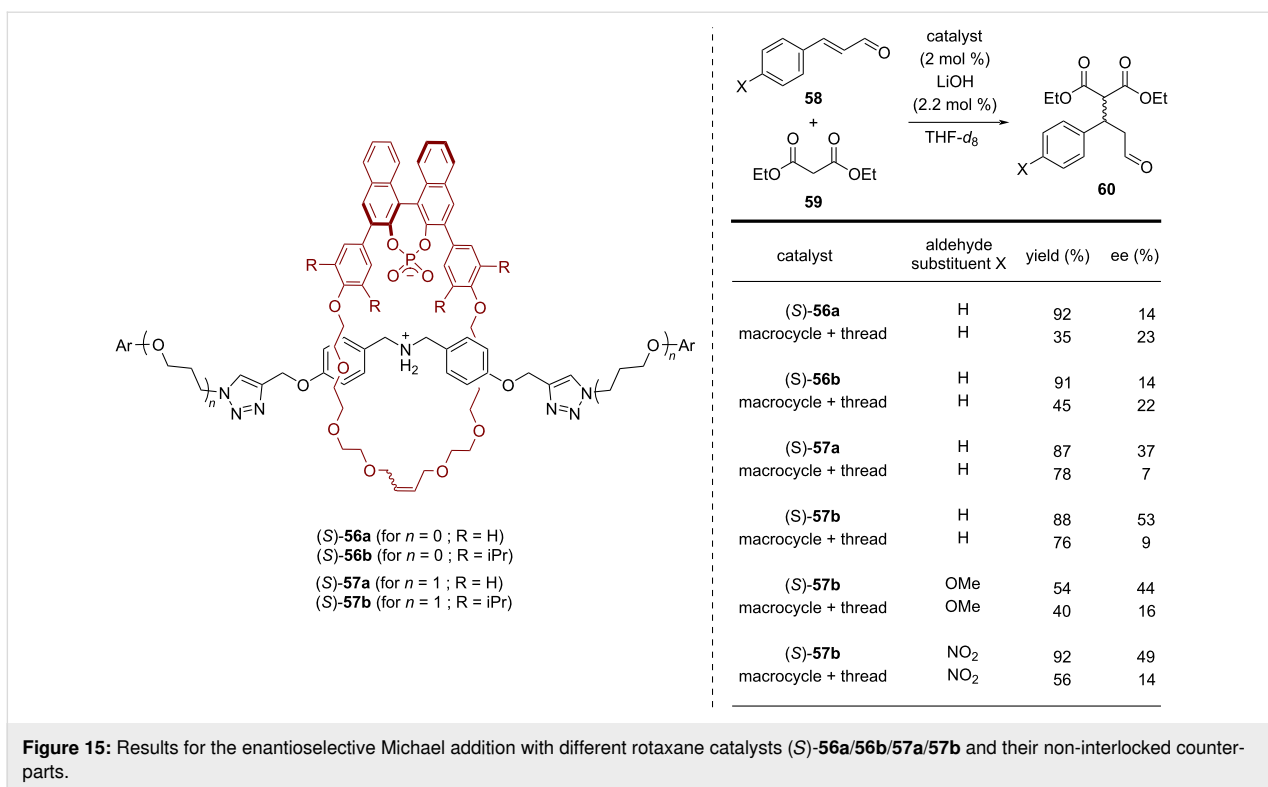 R
R
R
R
O
O
P
O
O
−
O
O
Ar
O
n
N
N
N
O
+
N
H2
O
N
N
N
O
n
Ar
O
O
O
O
O
O
(S)-56a (for n = 0 ; R = H)
(S)-56b (for n = 0 ; R = iPr)
(S)-57a (for n = 1 ; R = H)
(S)-57b (for n = 1 ; R = iPr)
X
O
58
+
O O
EtO OEt
59
catalyst
(2 mol %)
LiOH
(2.2 mol %)
THF-d8
O O
EtO OEt
X
O
60
catalyst aldehyde substituent X yield (%) ee (%)
(S)-56a H 92 14
macrocycle + thread H 35 23
(S)-56b H 91 14
macrocycle + thread H 45 22
(S)-57a H 87 37
macrocycle + thread H 78 7
(S)-57b H 88 53
macrocycle + thread H 76 9
(S)-57b OMe 54 44
macrocycle + thread OMe 40 16
(S)-57b NO2 92 49
macrocycle + thread NO2 56 14
Figure 15: Results for the enantioselective Michael addition with different rotaxane catalysts (S)-56a/56b/57a/57b and their non-interlocked counter-
parts.